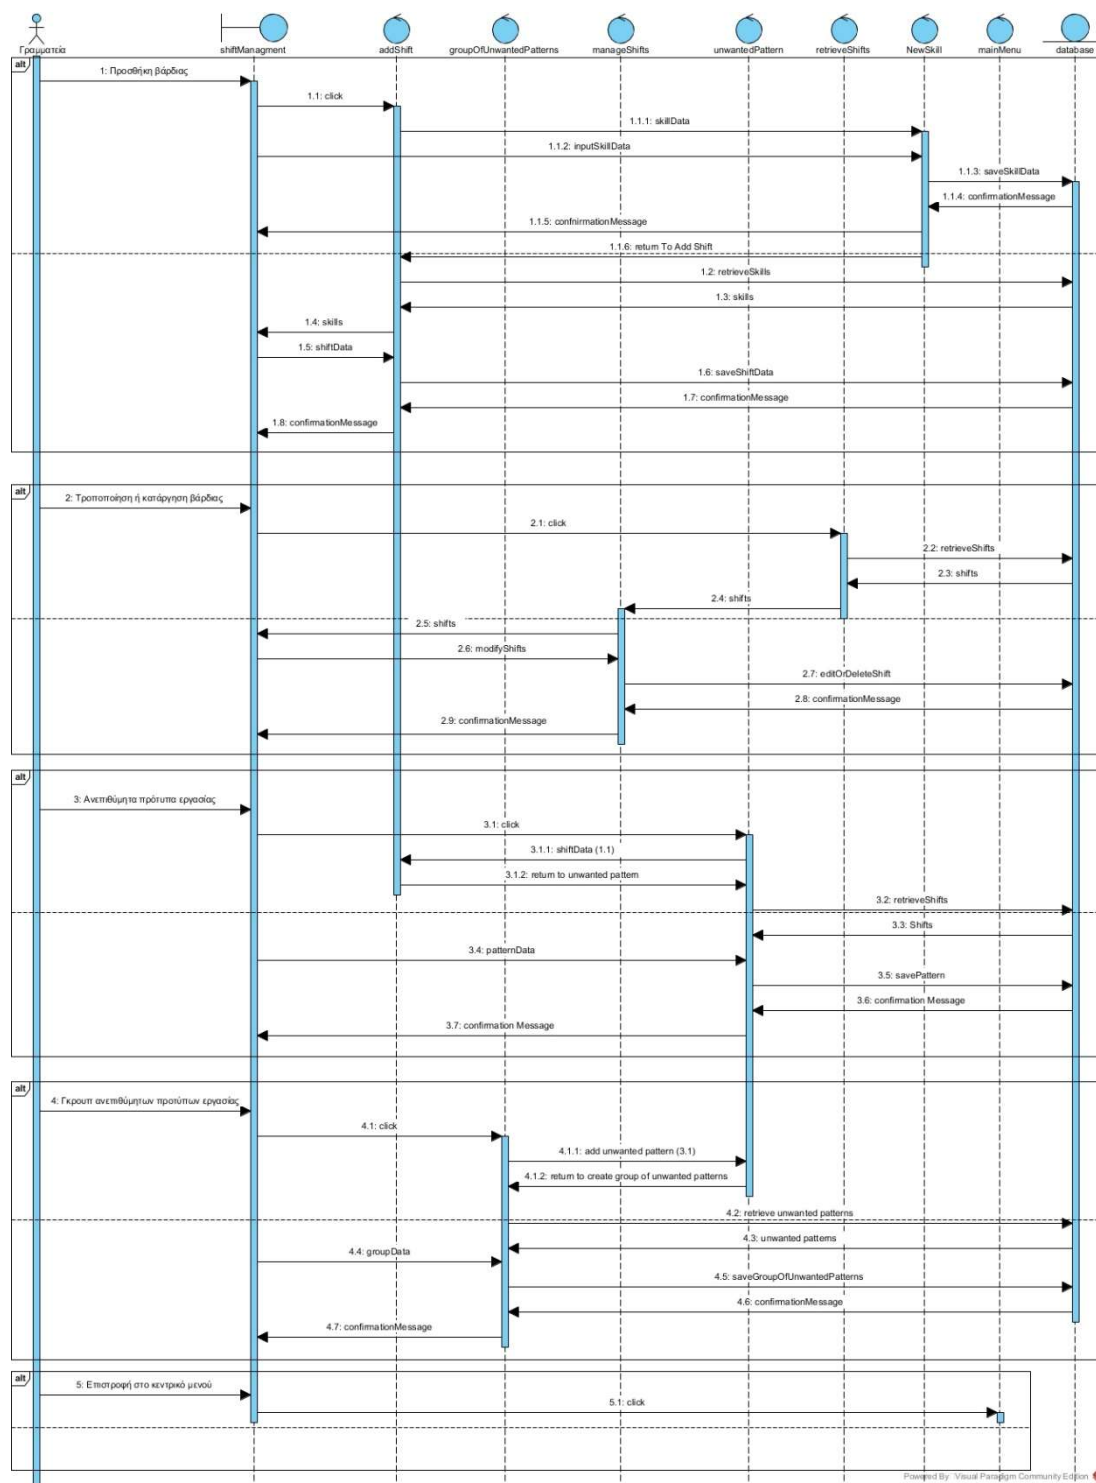 Γραμματεία
shiftManagment
addShift
groupOfUnwantedPatterns
manageShifts
unwantedPattern
retrieveShifts
NewSkill
mainMenu
database
alt
1: Προσθήκη βάρδιας
1.1: click
1.1.1: skillData
1.1.2: inputSkillData
1.1.3: saveSkillData
1.1.4: confirmationMessage
1.1.5: confnirmationMessage
1.1.6: return To Add Shift
1.2: retrieveSkills
1.3: skills
1.4: skills
1.5: shiftData
1.6: saveShiftData
1.7: confirmationMessage
1.8: confirmationMessage
alt
2: Τροποποίηση ή κατάργηση βάρδιας
2.1: click
2.2: retrieveShifts
2.3: shifts
2.4: shifts
2.5: shifts
2.6: modifyShifts
2.7: editOrDeleteShift
2.8: confirmationMessage
2.9: confirmationMessage
alt
3: Ανεπιθύμητα πρότυπα εργασίας
3.1: click
3.1.1: shiftData (1.1)
3.1.2: return to unwanted pattern
3.2: retrieveShifts
3.3: Shifts
3.4: patternData
3.5: savePattern
3.6: confirmation Message
3.7: confirmation Message
alt
4: Γκρουπ ανεπιθύμητων προτύπων εργασίας
4.1: click
4.1.1: add unwanted pattern (3.1)
4.1.2: return to create group of unwanted patterns
4.2: retrieve unwanted patterns
4.3: unwanted patterns
4.4: groupData
4.5: saveGroupOfUnwantedPatterns
4.6: confirmationMessage
4.7: confirmationMessage
alt
5: Επιστροφή στο κεντρικό μενού
5.1: click
Powered By Visual Paradigm Community Edition